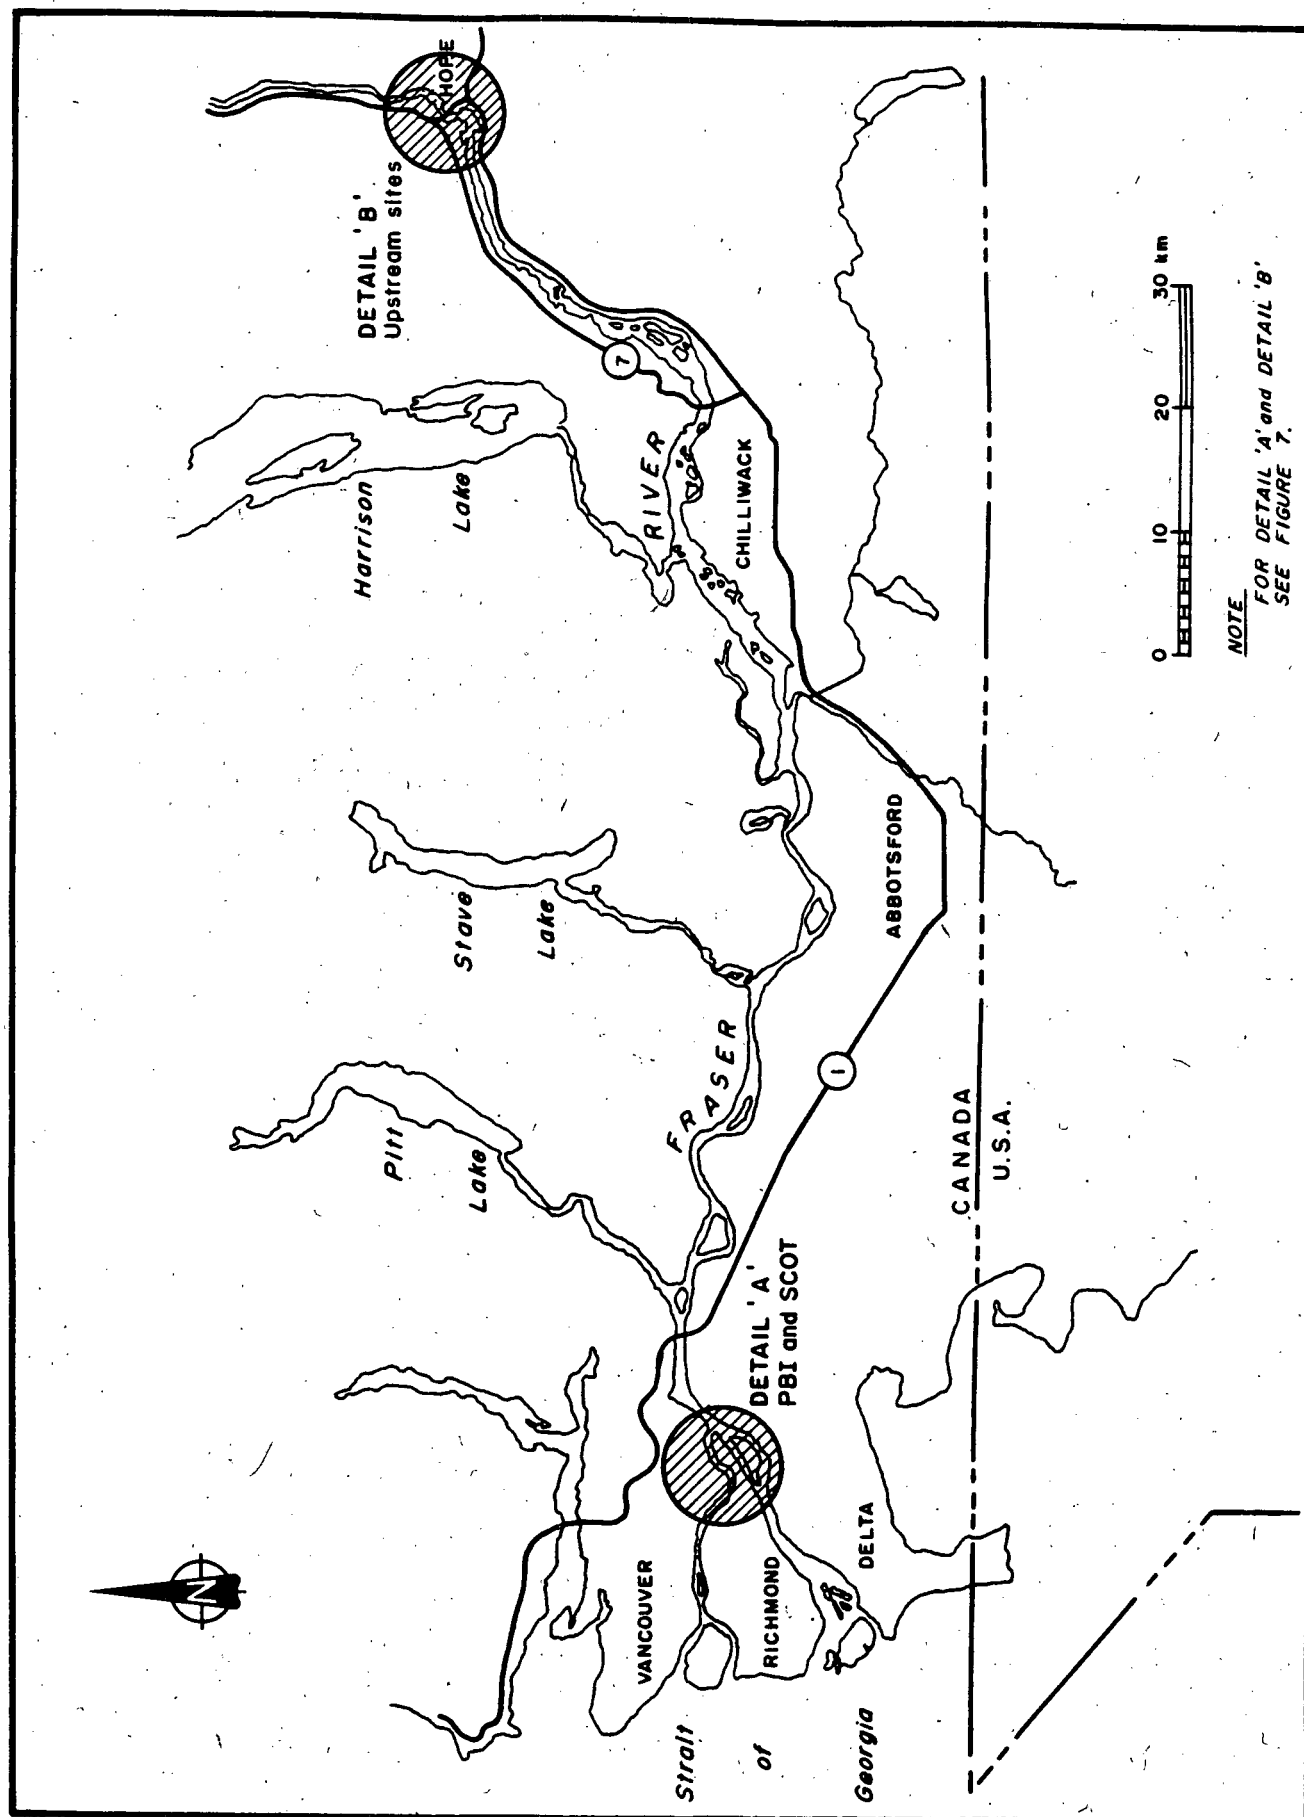 N
HOPE
DETAIL 'B'
Upstream sites
Harrison
Lake
7
RIVER
CHILLIWACK
Stave
Lake
Pitt
Lake
FRASER
ABBOTSFORD
1
DETAIL 'A'
PBI and SCOT
VANCOUVER
RICHMOND
DELTA
Strait
of
Georgia
CANADA
U.S.A.
0 10 20 30 km
NOTE
FOR DETAIL 'A' and DETAIL 'B'
SEE FIGURE 7.